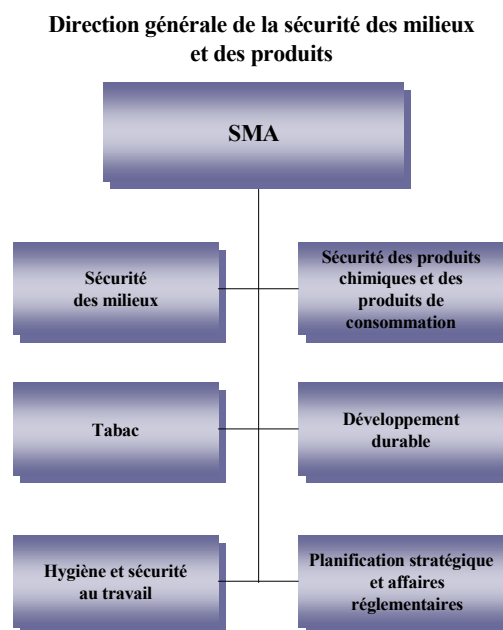 Direction générale de la sécurité des milieux
et des produits
SMA
Sécurité
des milieux
Sécurité des produits
chimiques et des
produits de
consommation
Tabac
Développement
durable
Hygiène et sécurité
au travail
Planification stratégique
et affaires
réglementaires